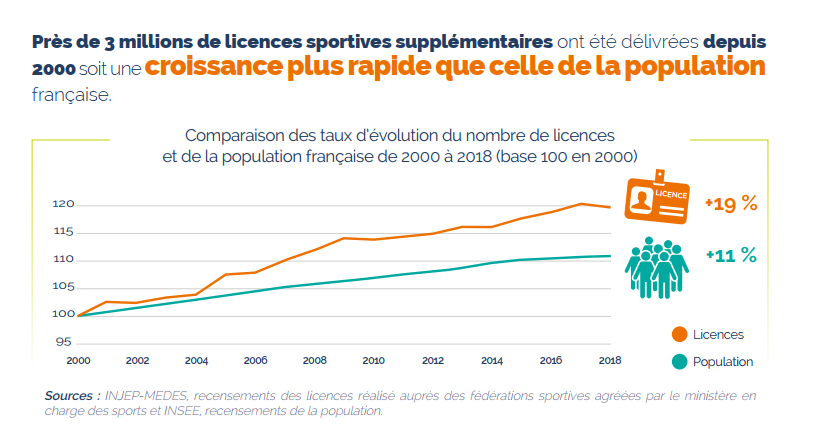 Près de 3 millions de licences sportives supplémentaires ont été délivrées depuis
2000 soit une croissance plus rapide que celle de la population
française.
Comparaison des taux d'évolution du nombre de licences
et de la population française de 2000 à 2018 (base 100 en 2000)
120
115
110
105
100
95
2000 2002 2004 2006 2008 2010 2012 2014 2016 2018
LICENCE
+19 %
+11 %
Licences
Population
Sources : INJEP-MEDES, recensements des licences réalisé auprès des fédérations sportives agréées par le ministère en
charge des sports et INSEE, recensements de la population.